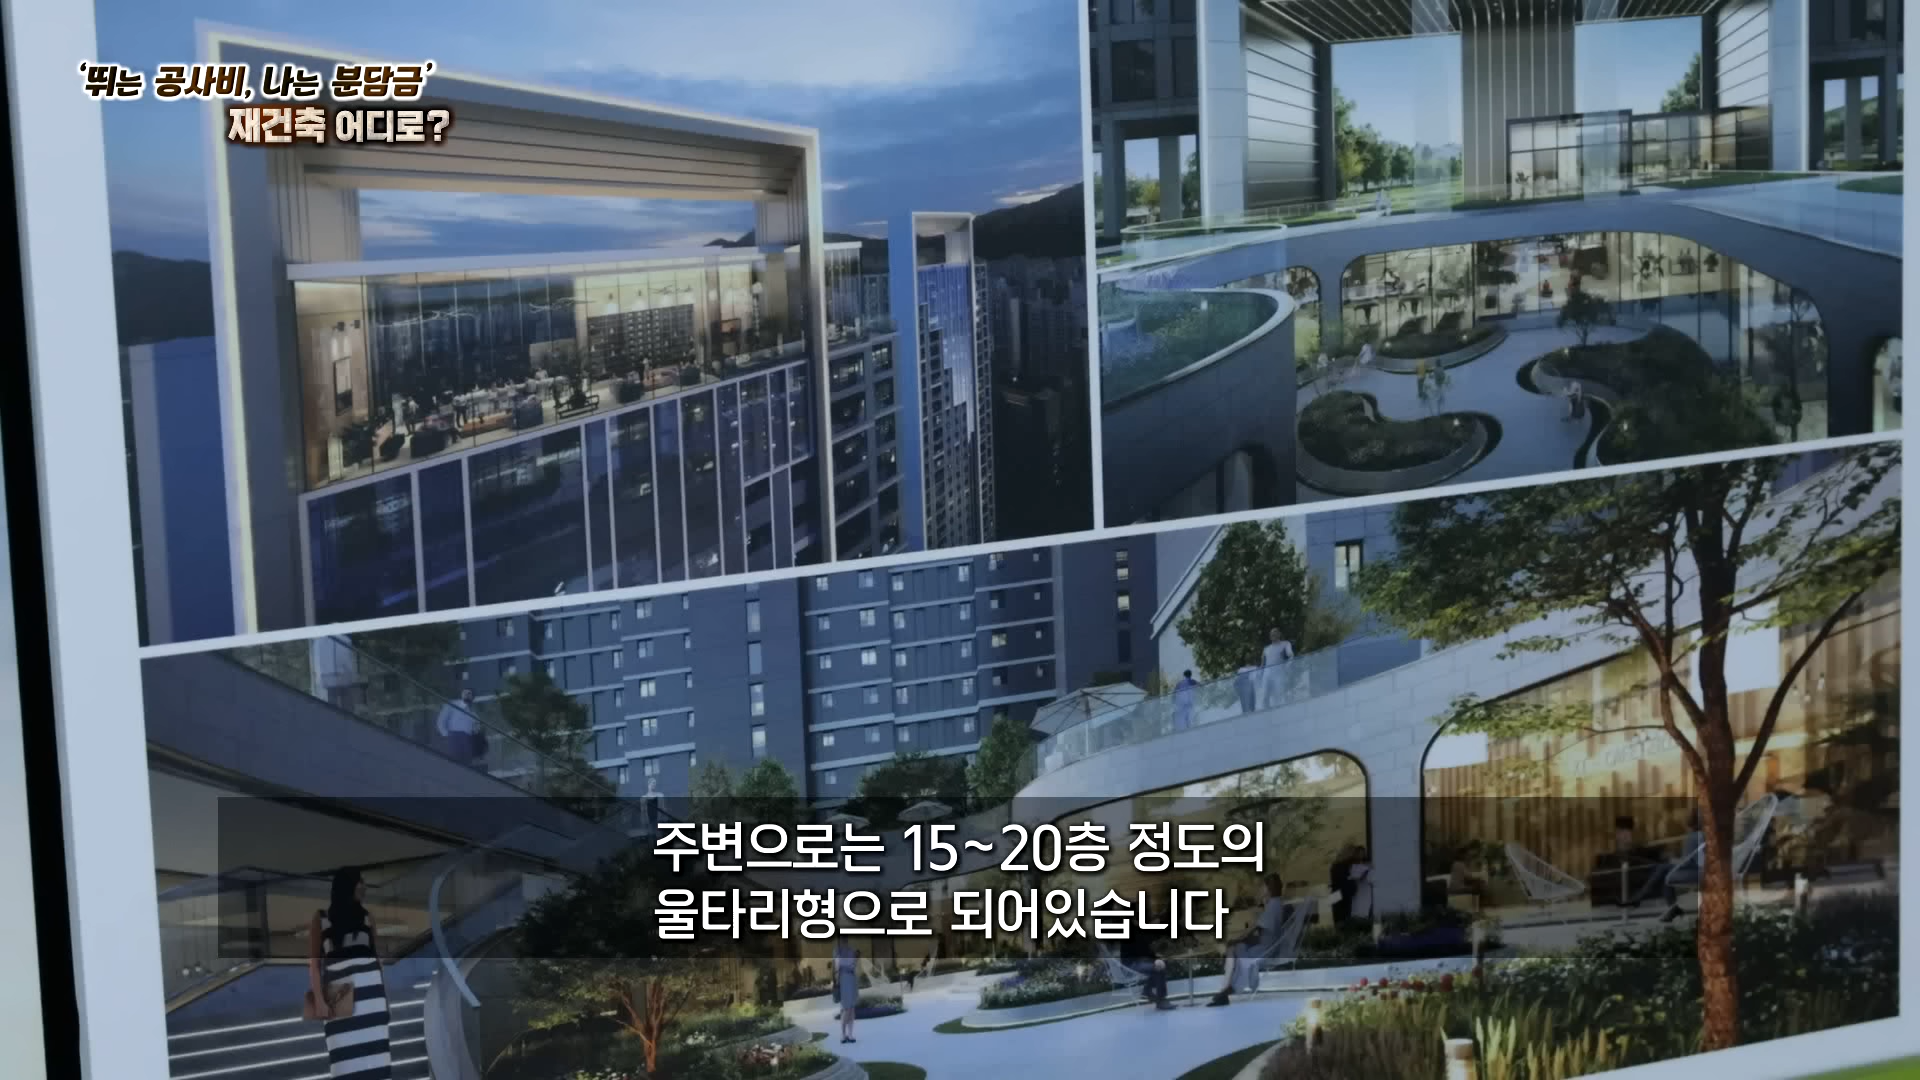 ‘뛰는 공사비, 나는 분담금’
재건축 어디로?
주변으로는 15~20층 정도의
울타리형으로 되어있습니다